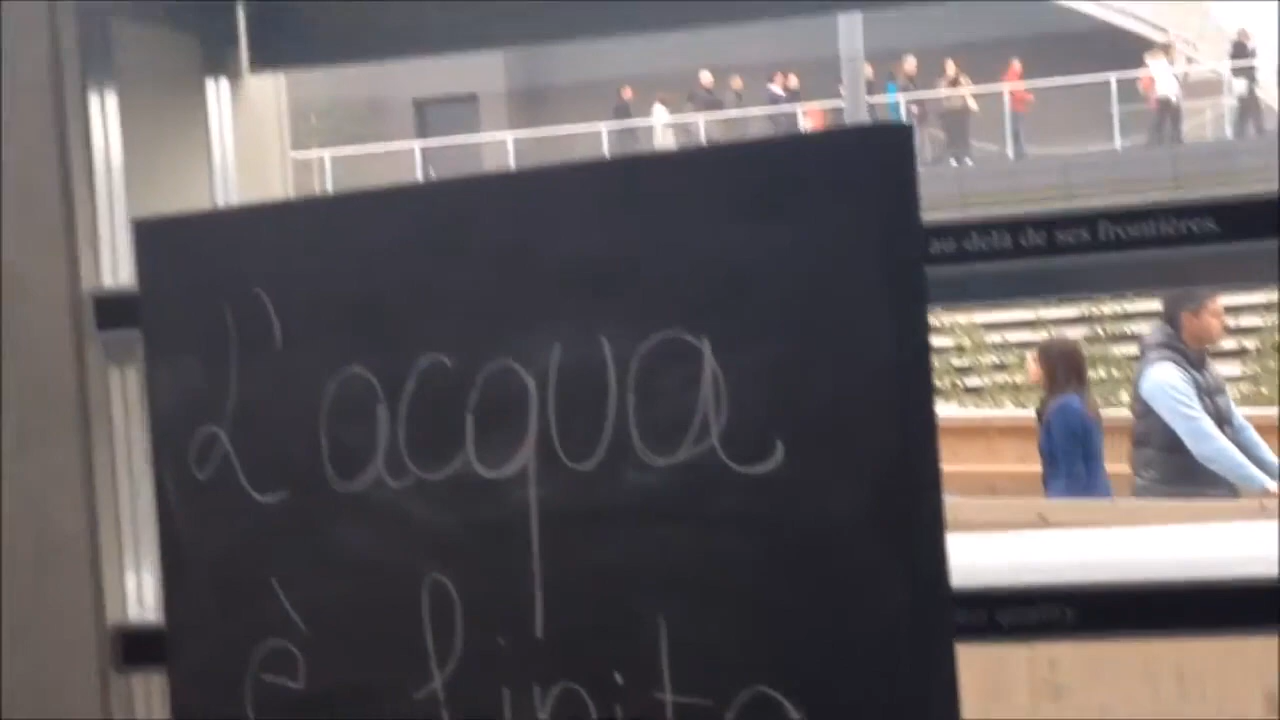 L'acqua
è finita
au-delà de ses frontières.